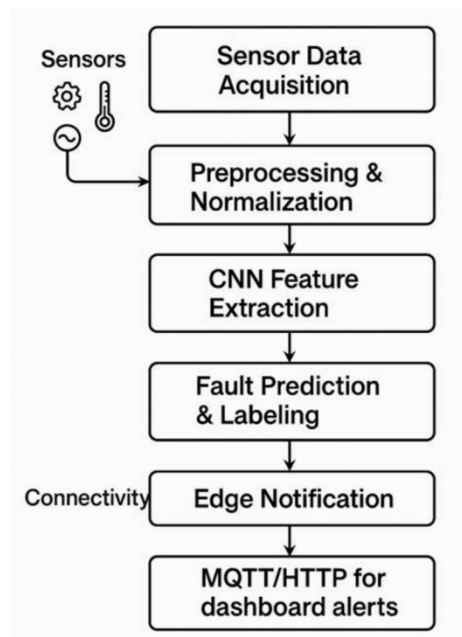 Sensors
Sensor Data
Acquisition
Preprocessing &
Normalization
CNN Feature
Extraction
Fault Prediction
& Labeling
Connectivity
Edge Notification
MQTT/HTTP for
dashboard alerts